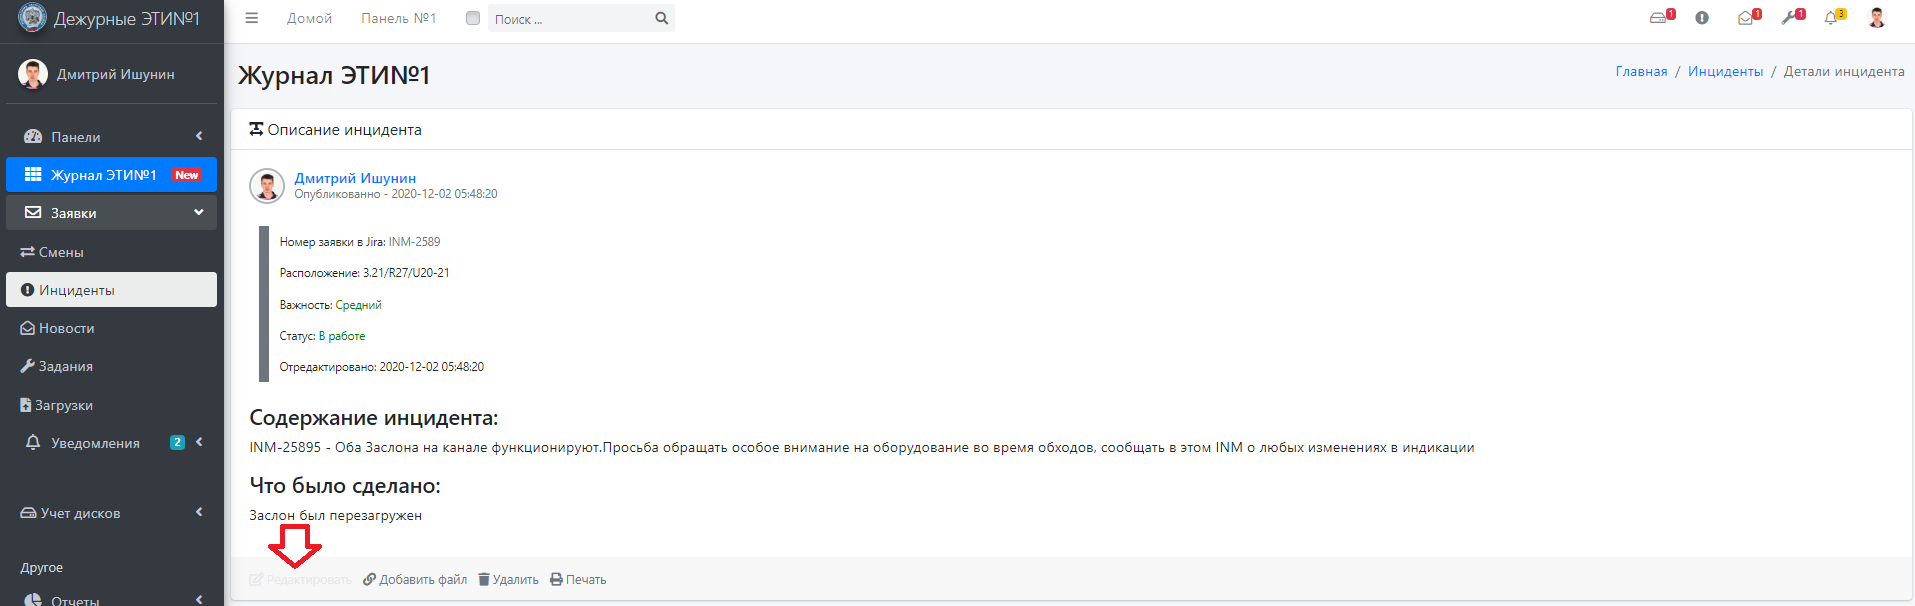 Дежурные ЭТИ№1
Домой
Панель №1
Поиск ...
1
1
1
3
Дмитрий Ишунин
Панели
Журнал ЭТИ№1 New
Заявки
Смены
Инциденты
Новости
Задания
Загрузки
Уведомления 2
Учет дисков
Другое
Отчеты
Журнал ЭТИ№1
Главная / Инциденты / Детали инцидента
Описание инцидента
Дмитрий Ишунин
Опубликованно - 2020-12-02 05:48:20
Номер заявки в Jira: INM-2589
Расположение: 3.21/R27/U20-21
Важность: Средний
Статус: В работе
Отредактировано: 2020-12-02 05:48:20
Содержание инцидента:
INM-25895 - Оба Заслона на канале функционируют.Просьба обращать особое внимание на оборудование во время обходов, сообщать в этом INM о любых изменениях в индикации
Что было сделано:
Заслон был перезагружен
Редактировать Добавить файл Удалить Печать